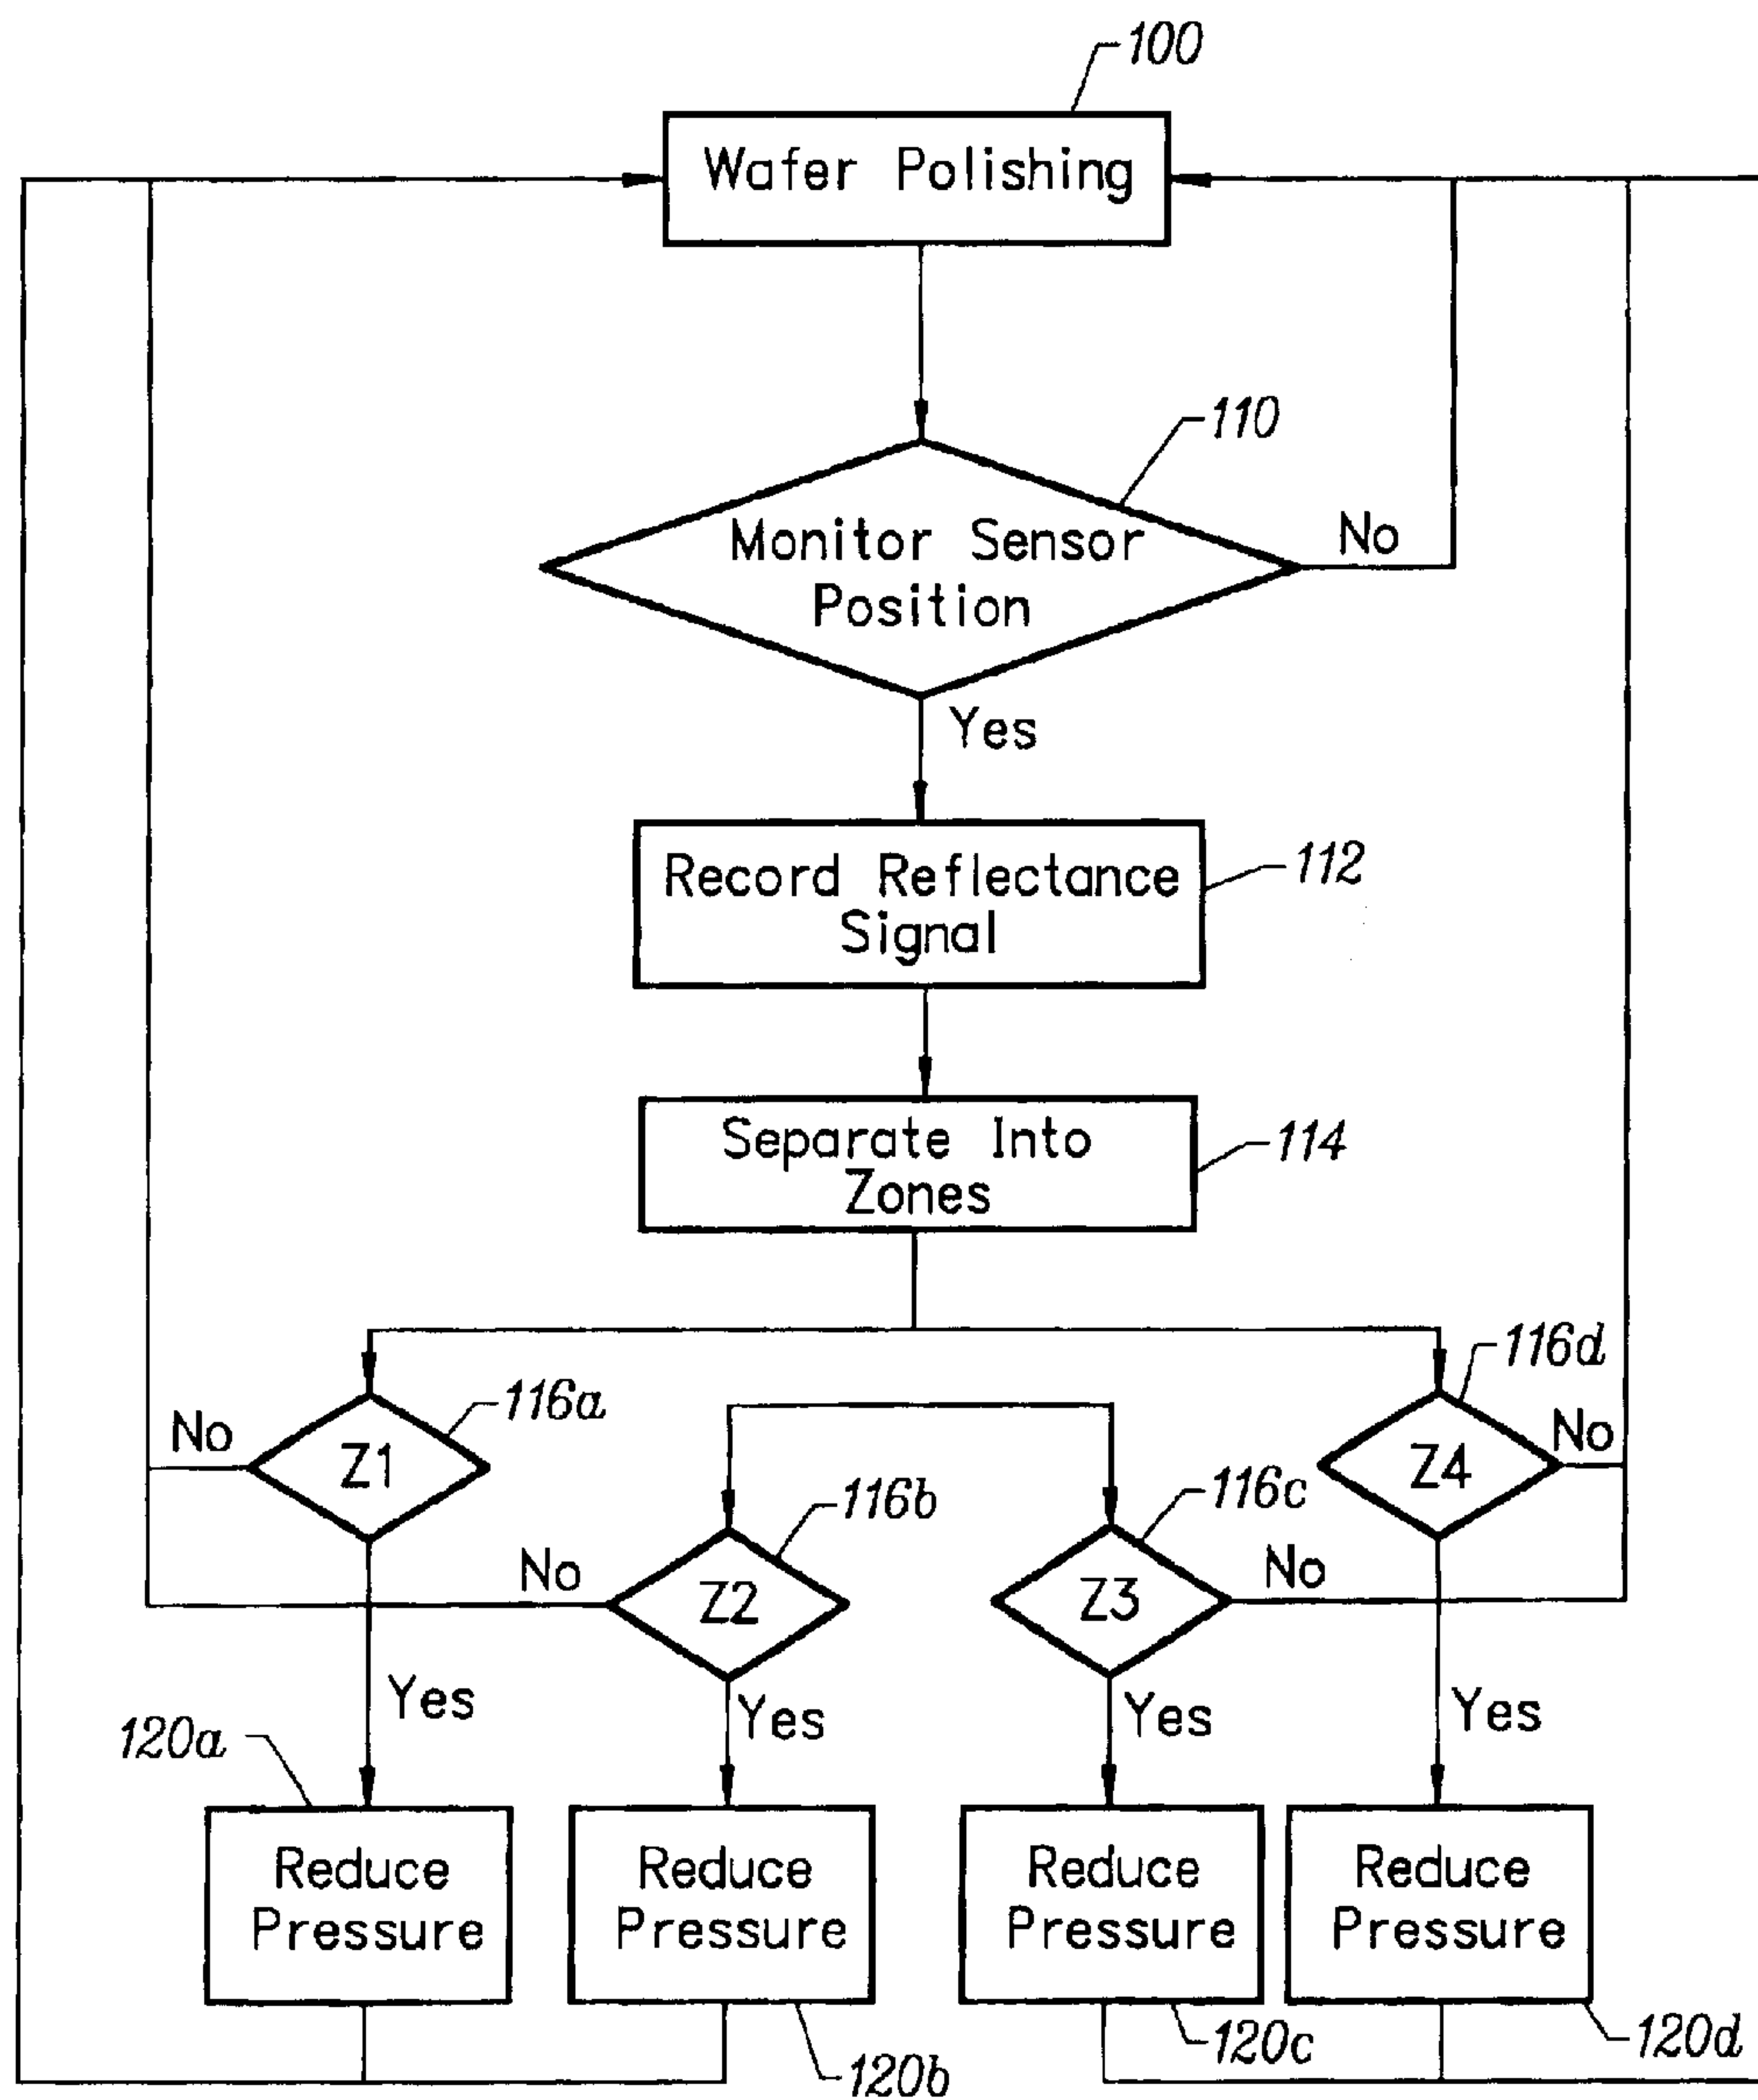 100
Wafer Polishing
110
Monitor Sensor
Position
No
Yes
Record Reflectance
Signal
112
Separate Into
Zones
114
116a
116d
No
Z1
Z4
No
116b
116c
No
Z2
Z3
No
Yes
Yes
Yes
Yes
120a
Reduce
Pressure
Reduce
Pressure
Reduce
Pressure
Reduce
Pressure
120b
120c
120d